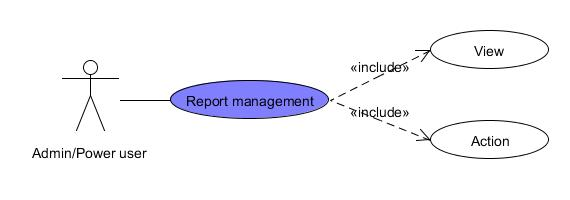 View
«include»
Report management
«include»
Action
Admin/Power user